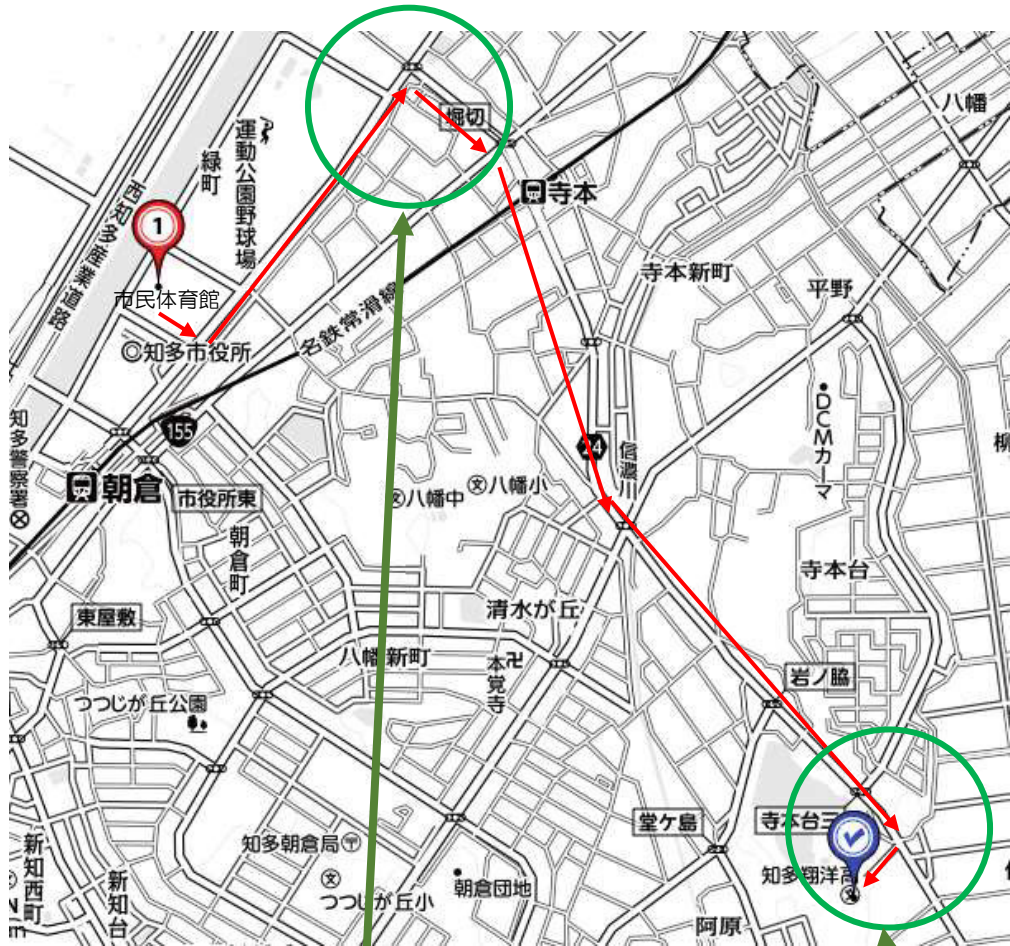 八幡
堀切
運動公園野球場
緑町
西知多産業道路
寺本
1
市民体育館
寺本新町
平野
名鉄常滑線
◎知多市役所
DCMカーマ
155
知多警察署
朝倉
市役所東
信濃川
文八幡中
文八幡小
朝倉町
寺本台
清水が丘
東屋敷
八幡新町
本覚寺
岩ノ脇
つつじが丘公園
堂ケ島
寺本台三
知多朝倉局
知多翔洋高
文
つつじが丘小
朝倉団地
新知西町
新知台
阿原